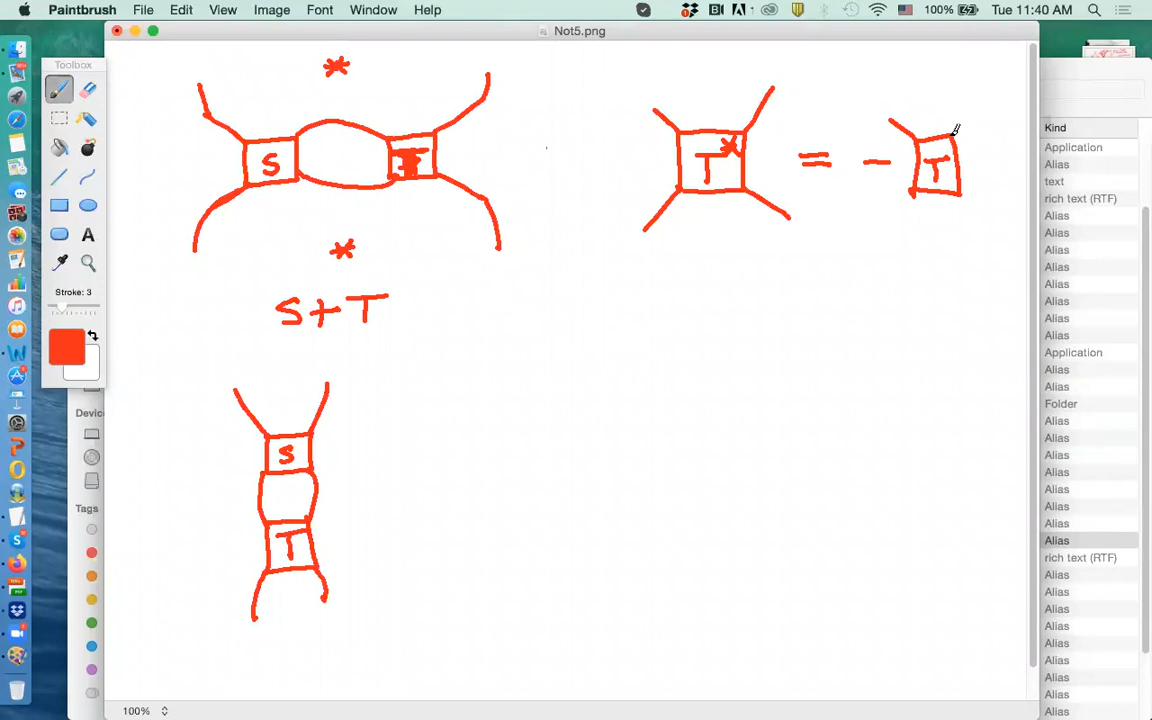 Paintbrush File Edit View Image Font Window Help
100% Tue 11:40 AM
Not5.png
Toolbox
A
Stroke: 3
*
S T
T* = - T
*
S+T
S
T
Device
Tags
Kind
Application
Alias
text
rich text (RTF)
Alias
Alias
Alias
Alias
Alias
Alias
Alias
Alias
Application
Alias
Alias
Folder
Alias
Alias
Alias
Alias
Alias
Alias
Alias
Alias
rich text (RTF)
Alias
Alias
Alias
Alias
Alias
Alias
Alias
Alias
Alias
100%